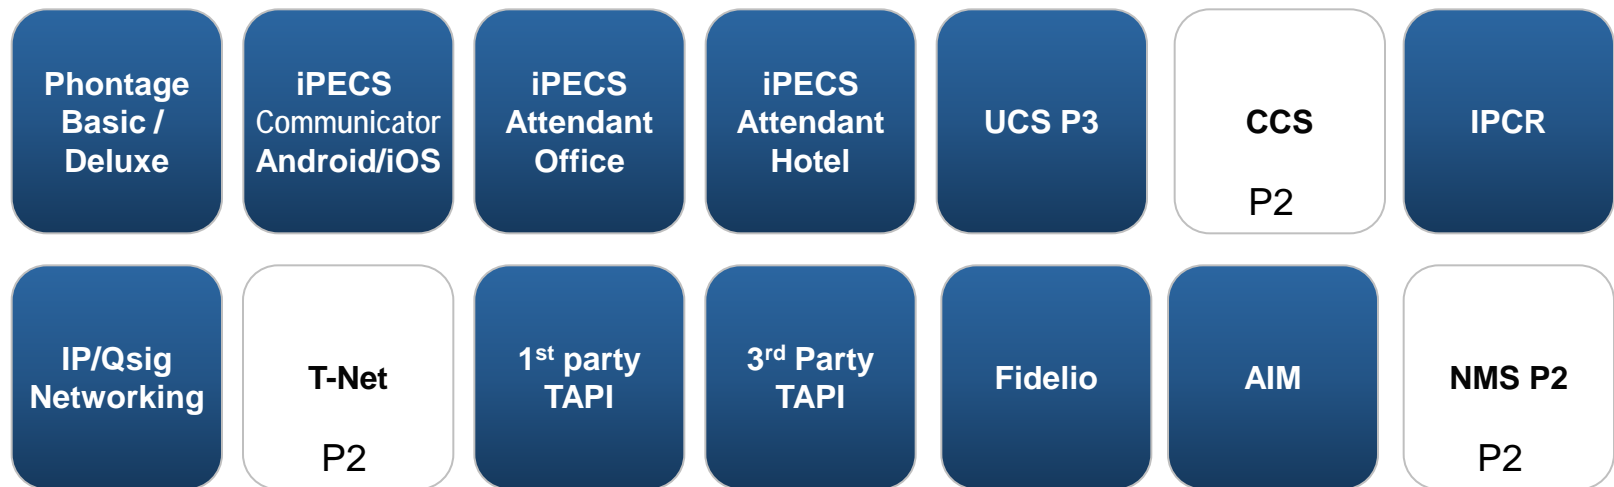 Phontage
Basic /
Deluxe
iPECS
Communicator
Android/iOS
iPECS
Attendant
Office
iPECS
Attendant
Hotel
UCS P3
CCS
P2
IPCR
IP/Qsig
Networking
T-Net
P2
1st party
TAPI
3rd Party
TAPI
Fidelio
AIM
NMS P2
P2